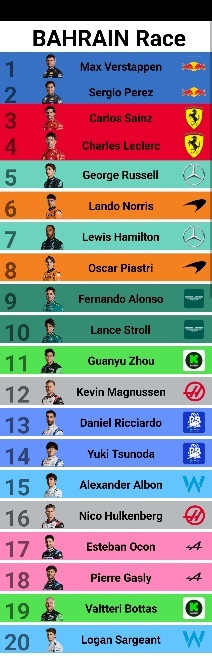 BAHRAIN Race
1 Max Verstappen
2 Sergio Perez
3 Carlos Sainz
4 Charles Leclerc
5 George Russell
6 Lando Norris
7 Lewis Hamilton
8 Oscar Piastri
9 Fernando Alonso
10 Lance Stroll
11 Guanyu Zhou K
12 Kevin Magnussen
13 Daniel Ricciardo
14 Yuki Tsunoda
15 Alexander Albon
16 Nico Hulkenberg
17 Esteban Ocon
18 Pierre Gasly
19 Valtteri Bottas K
20 Logan Sargeant